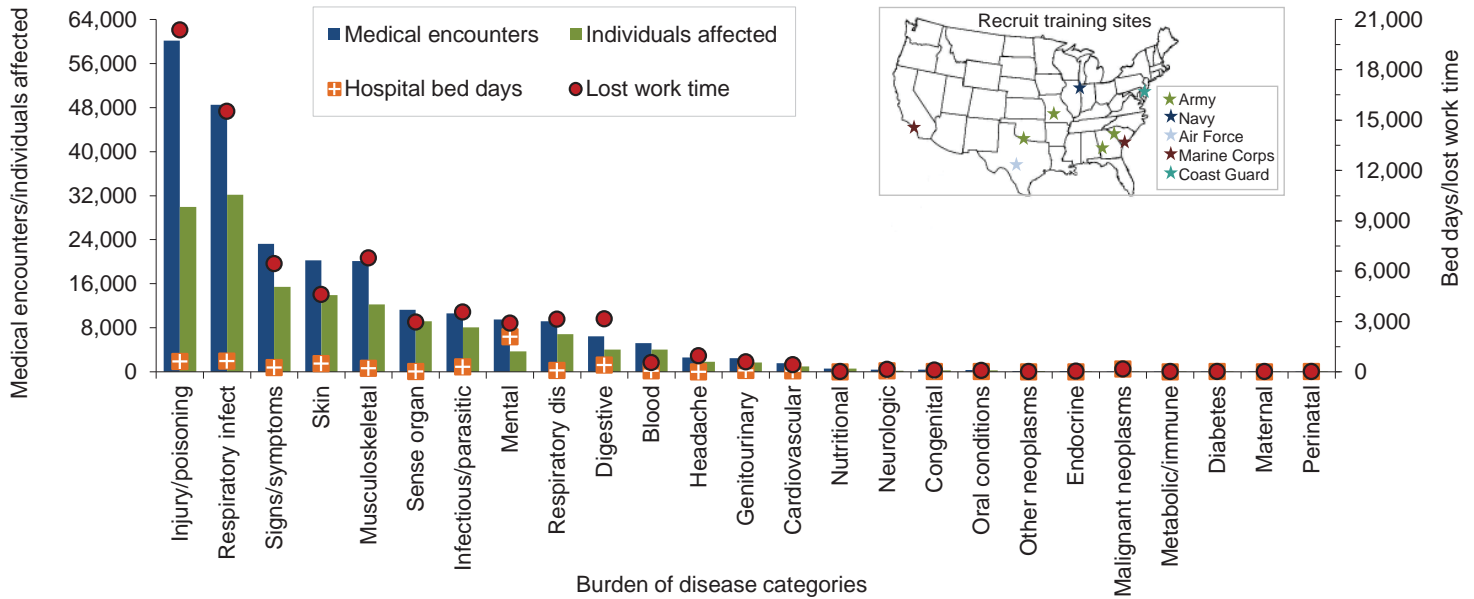 Medical encounters/individuals affected
64,000
56,000
48,000
40,000
32,000
24,000
16,000
8,000
0
Medical encounters
Individuals affected
Hospital bed days
Lost work time
Recruit training sites
Army
Navy
Air Force
Marine Corps
Coast Guard
21,000
18,000
15,000
12,000
9,000
6,000
3,000
0
Bed days/lost work time
Injury/poisoning
Respiratory infect
Signs/symptoms
Skin
Musculoskeletal
Sense organ
Infectious/parasitic
Mental
Respiratory dis
Digestive
Blood
Headache
Genitourinary
Cardiovascular
Nutritional
Neurologic
Congenital
Oral conditions
Other neoplasms
Endocrine
Malignant neoplasms
Metabolic/immune
Diabetes
Maternal
Perinatal
Burden of disease categories